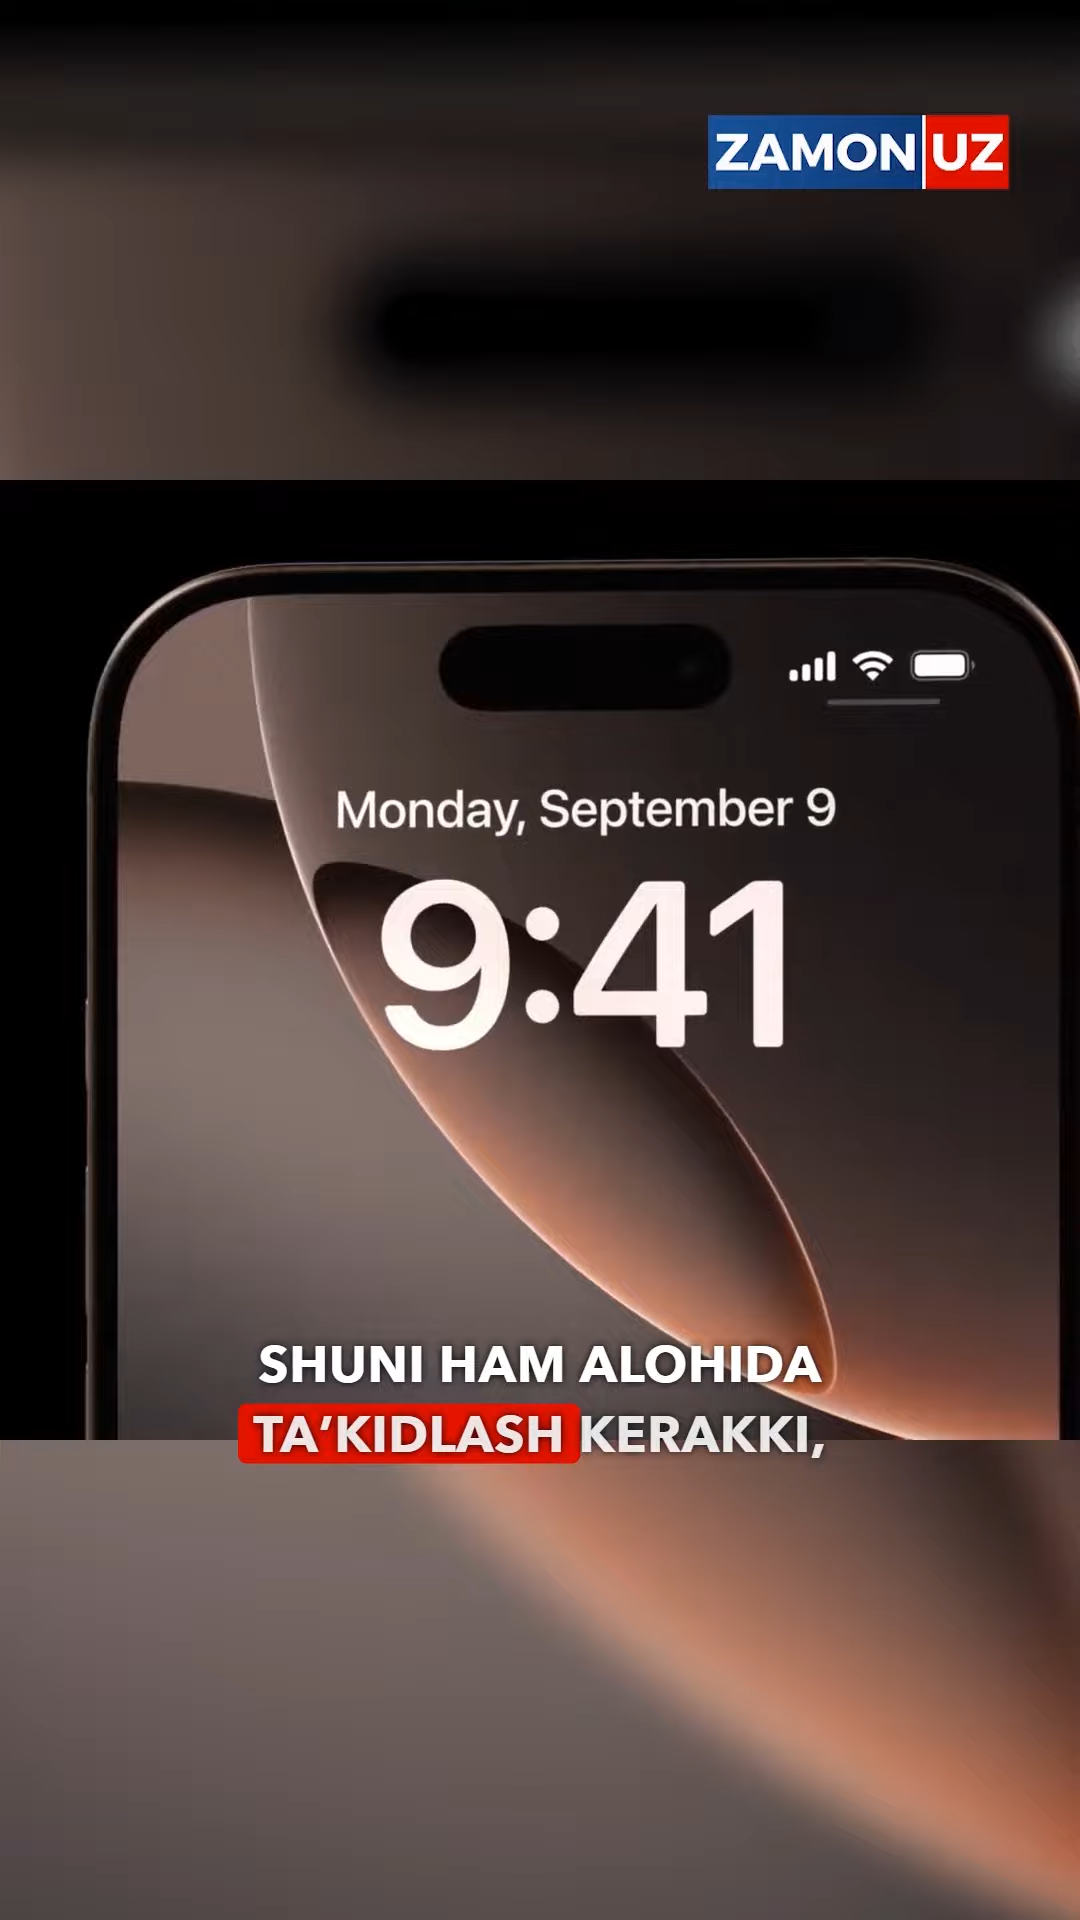 ZAMON UZ
Monday, September 9
9:41
SHUNI HAM ALOHIDA
TA’KIDLASH KERAKKI,